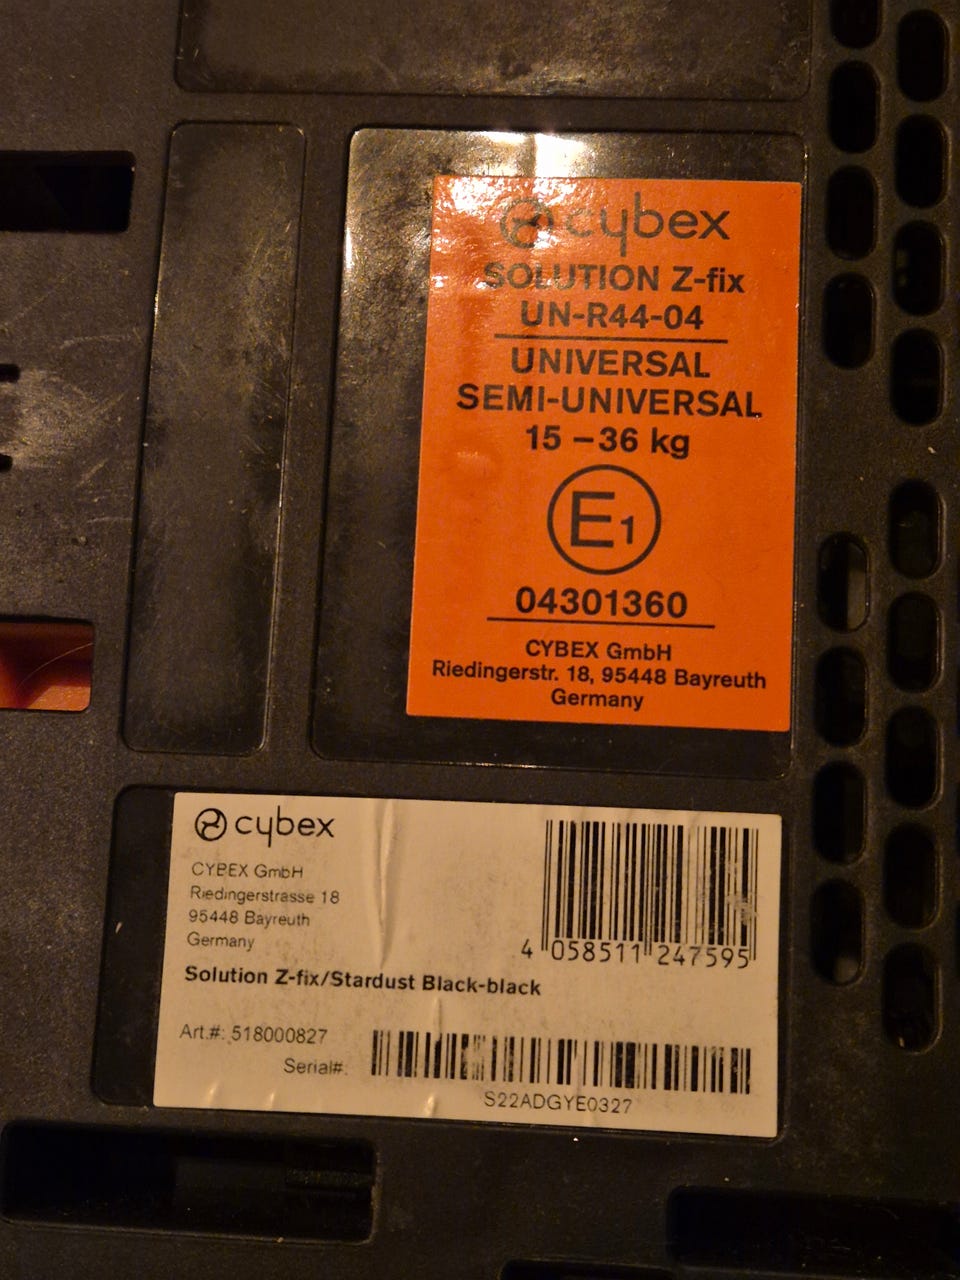 cybex
SOLUTION Z-fix
UN-R44-04
UNIVERSAL
SEMI-UNIVERSAL
15 – 36 kg
E1
04301360
CYBEX GmbH
Riedingerstr. 18, 95448 Bayreuth
Germany
cybex
CYBEX GmbH
Riedingerstrasse 18
95448 Bayreuth
Germany
4 058511 247595
Solution Z-fix/Stardust Black-black
Art.#: 518000827
Serial#:
S22ADGYE0327